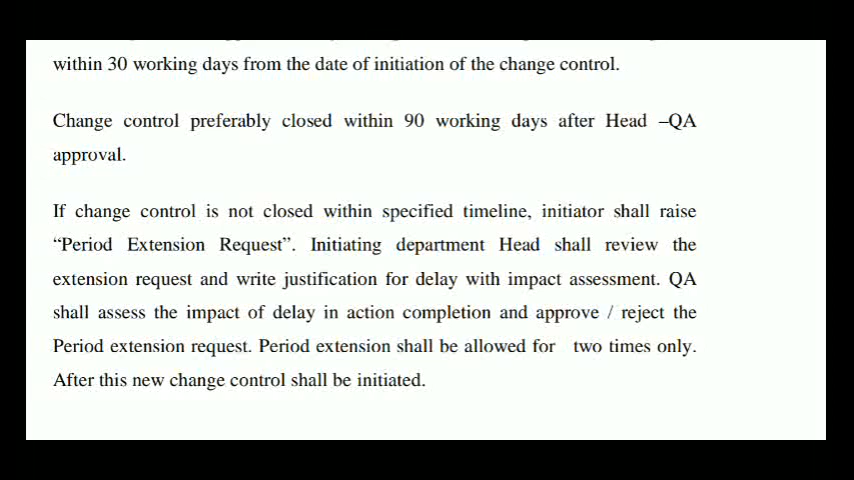 within 30 working days from the date of initiation of the change control.
Change control preferably closed within 90 working days after Head –QA
approval.
If change control is not closed within specified timeline, initiator shall raise
“Period Extension Request”. Initiating department Head shall review the
extension request and write justification for delay with impact assessment. QA
shall assess the impact of delay in action completion and approve / reject the
Period extension request. Period extension shall be allowed for two times only.
After this new change control shall be initiated.